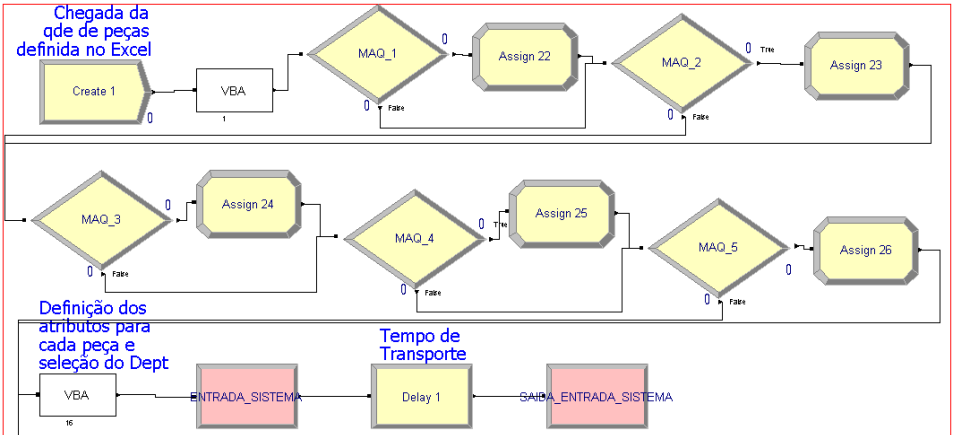 Chegada da
qde de peças
definida no Excel
Create 1
0
VBA
1
MAQ_1
0
0
False
Assign 22
MAQ_2
0
True
0
False
Assign 23
MAQ_3
0
0
False
Assign 24
MAQ_4
0
True
0
False
Assign 25
MAQ_5
0
0
False
Assign 26
Definição dos
atributos para
cada peça e
seleção do Dept
VBA
16
ENTRADA_SISTEMA
Tempo de
Transporte
Delay 1
SAIDA_ENTRADA_SISTEMA